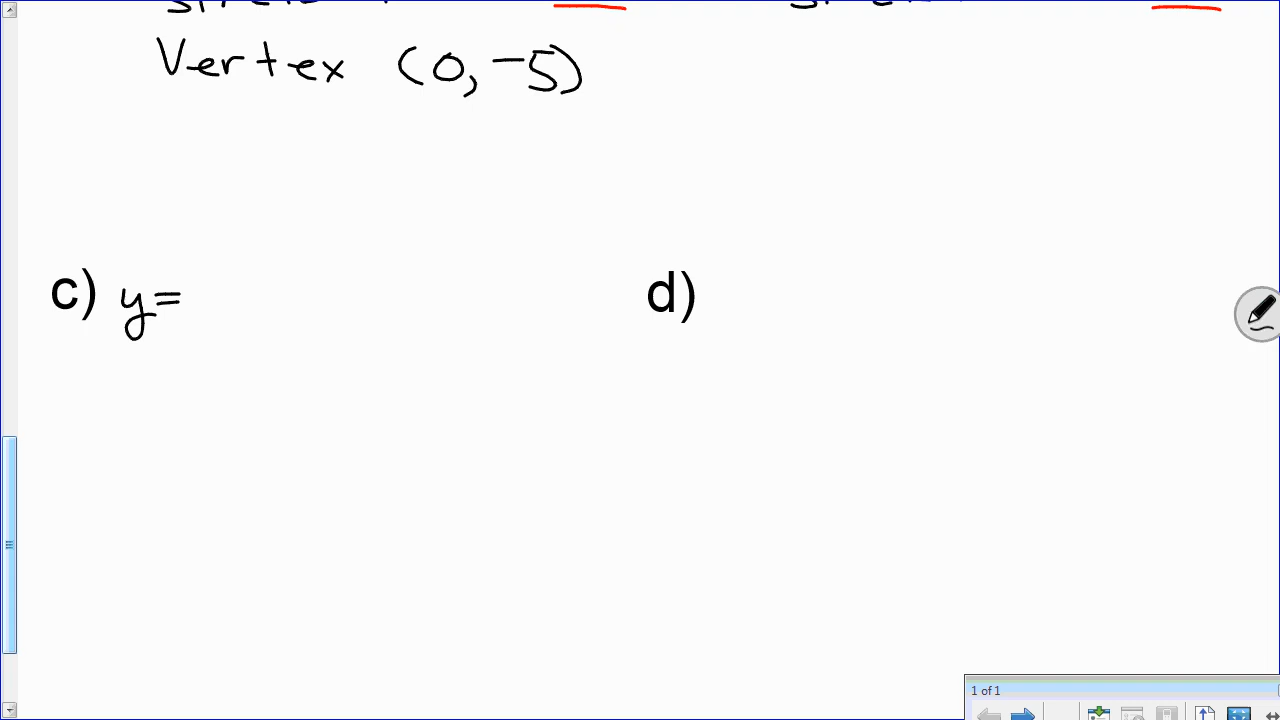 Vertex (0, -5)
c) y=
d)
1 of 1